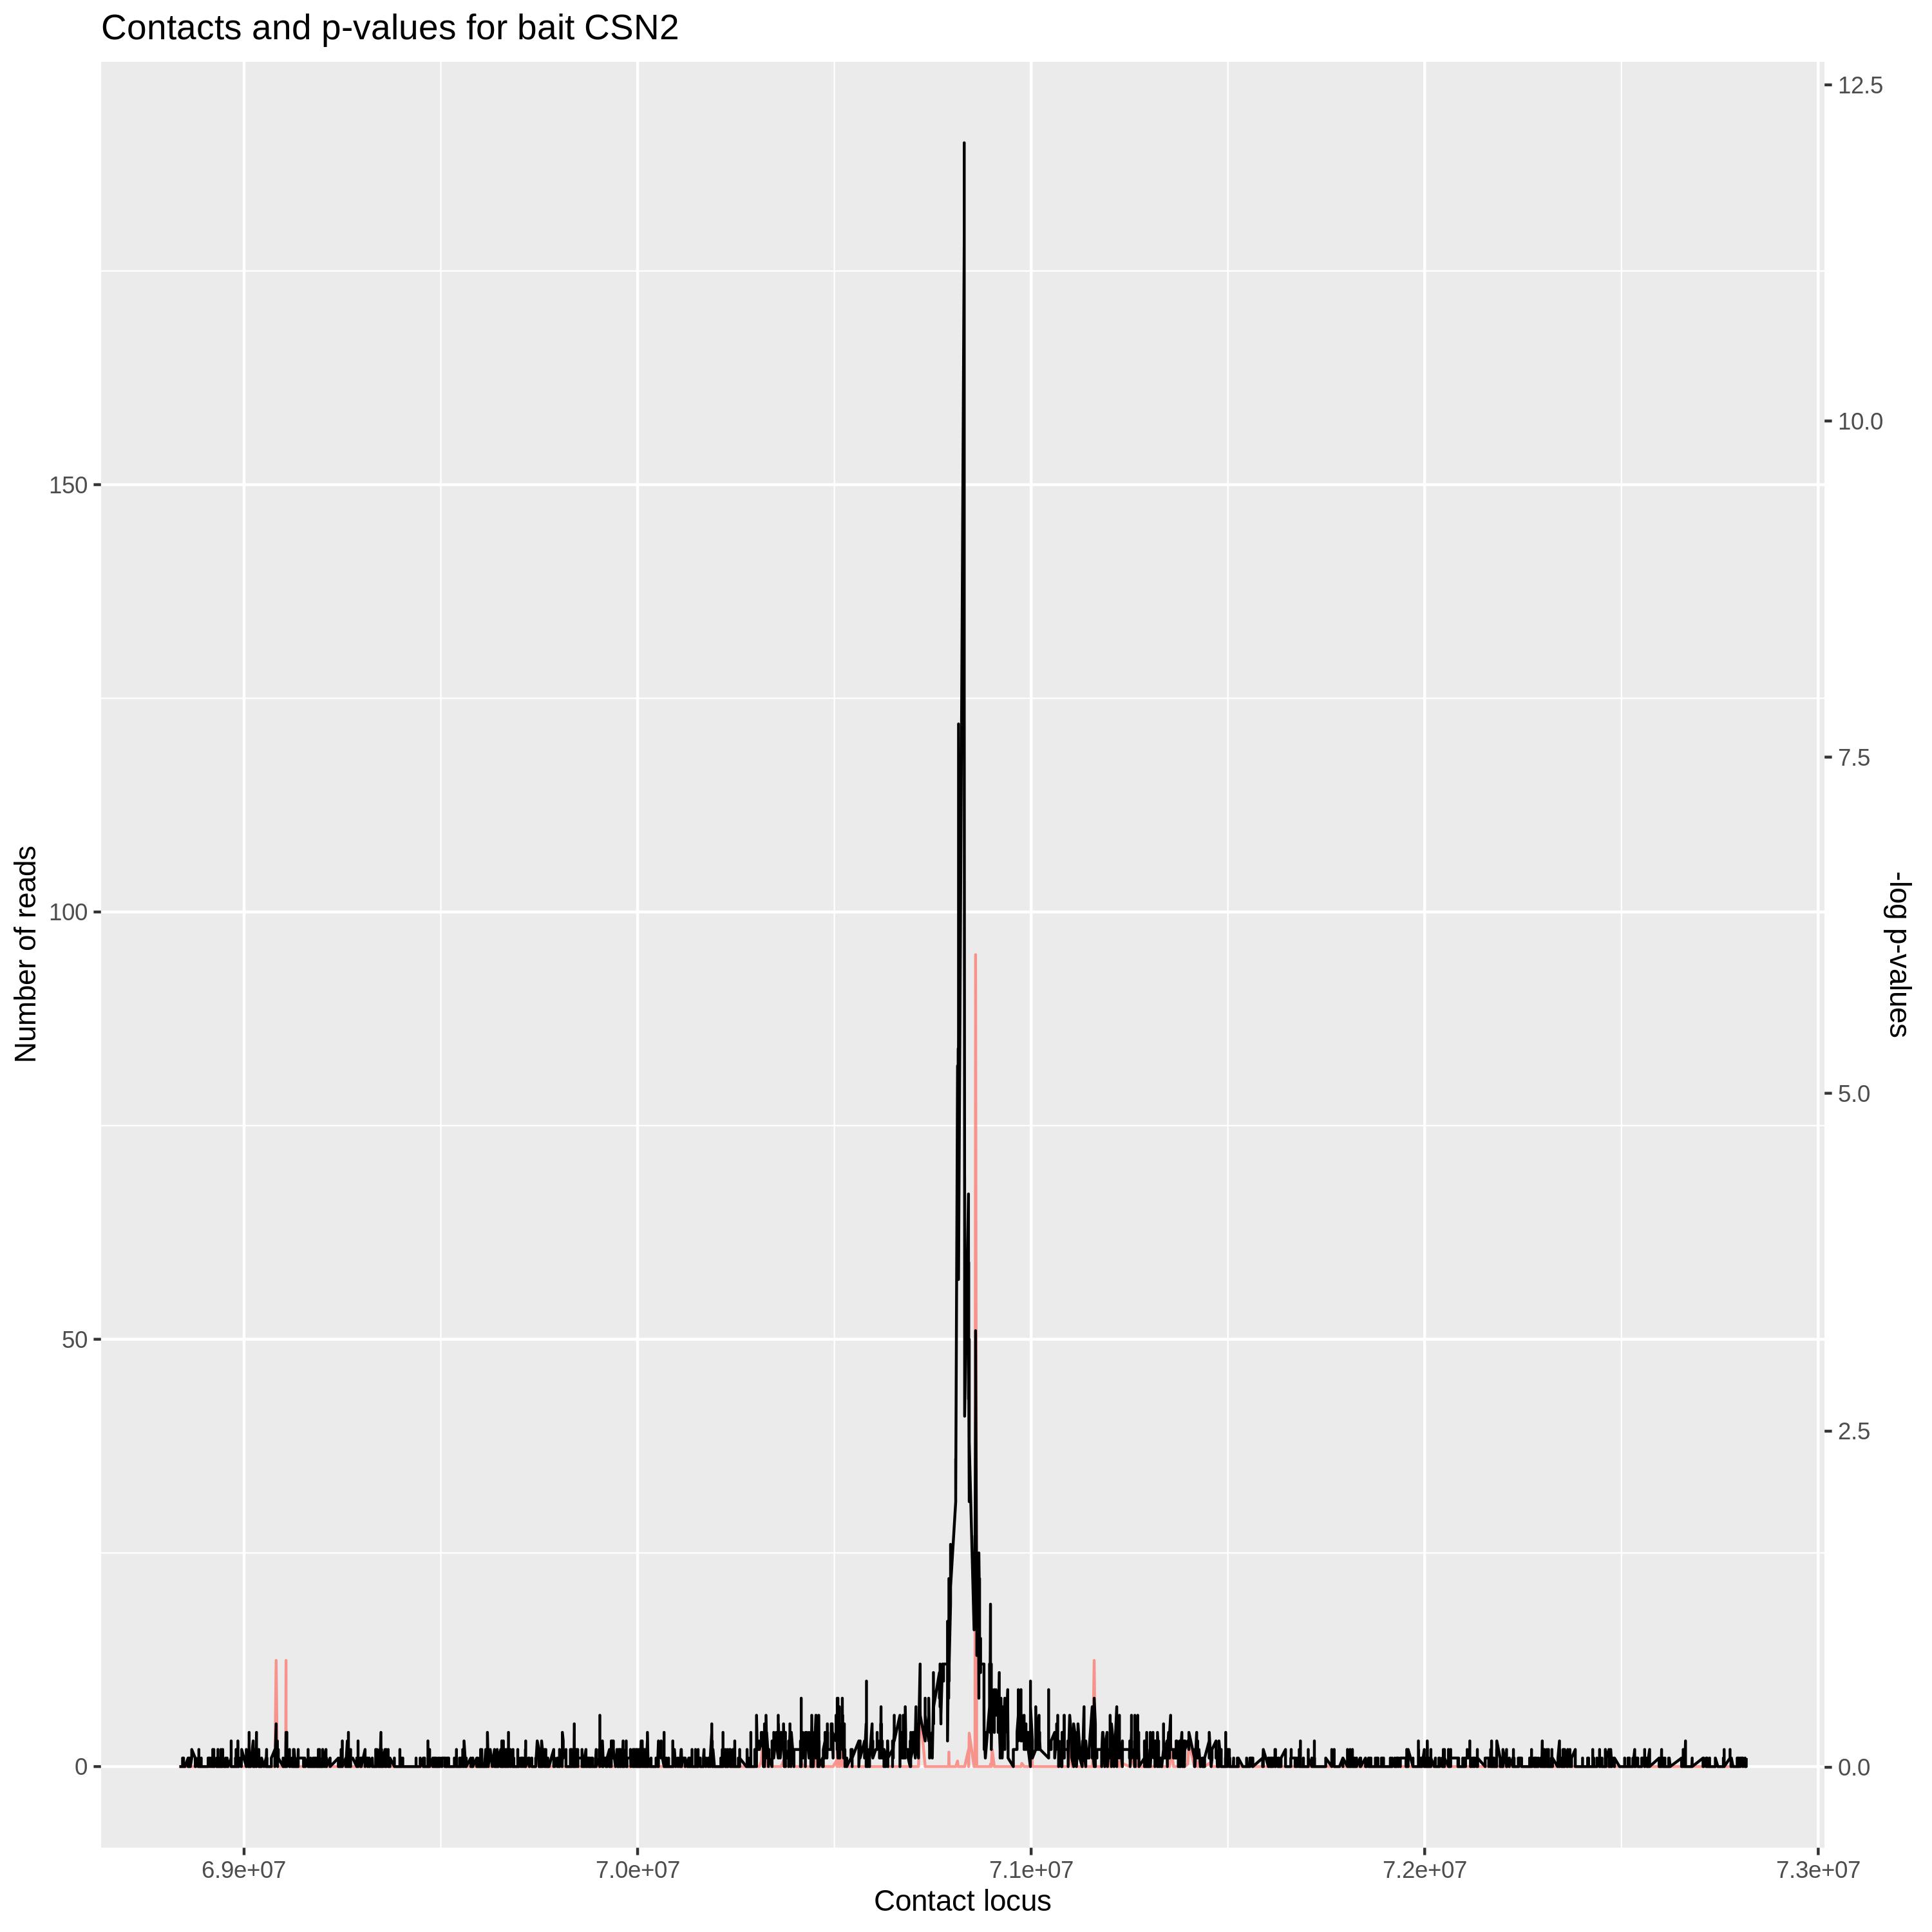 Contacts and p-values for bait CSN2
12.5
10.0
7.5
5.0
2.5
0.0
-log p-values
150
100
50
0
Number of reads
6.9e+07
7.0e+07
7.1e+07
7.2e+07
7.3e+07
Contact locus